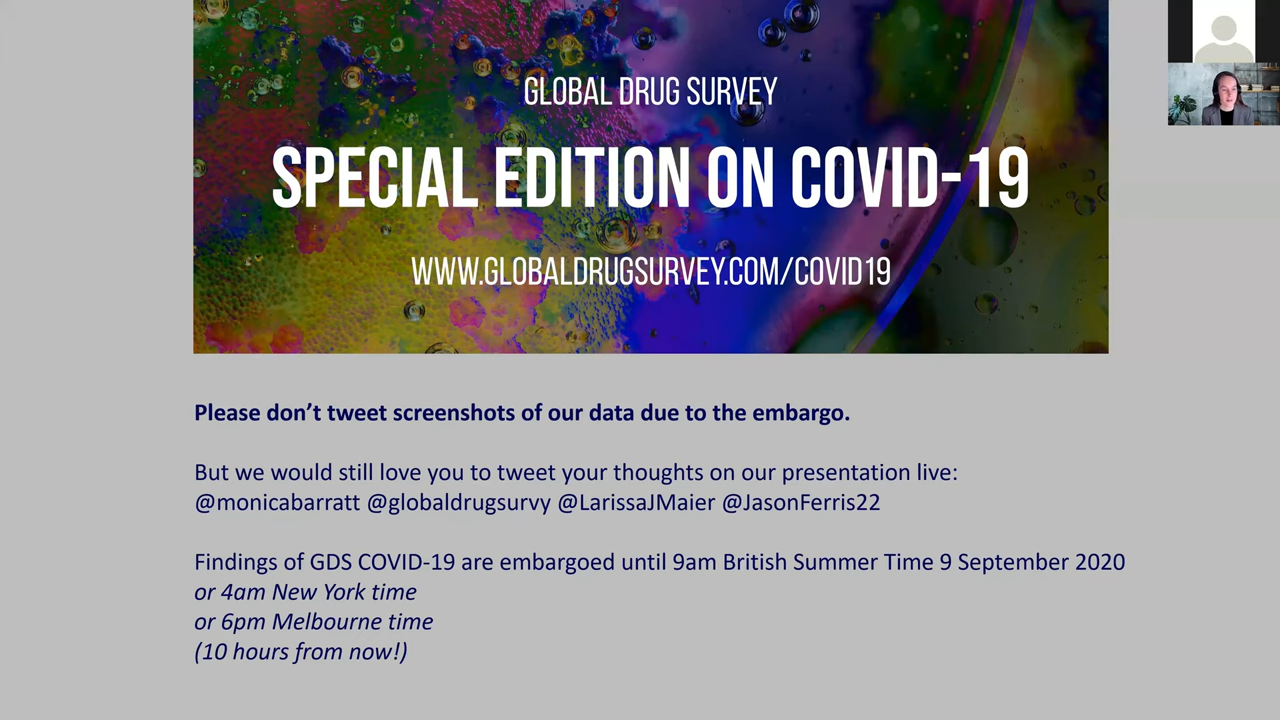 GLOBAL DRUG SURVEY
SPECIAL EDITION ON COVID-19
WWW.GLOBALDRUGSURVEY.COM/COVID19
Please don’t tweet screenshots of our data due to the embargo.
But we would still love you to tweet your thoughts on our presentation live:
@monicabarratt @globaldrugsurvy @LarissaJMaier @JasonFerris22
Findings of GDS COVID-19 are embargoed until 9am British Summer Time 9 September 2020
or 4am New York time
or 6pm Melbourne time
(10 hours from now!)